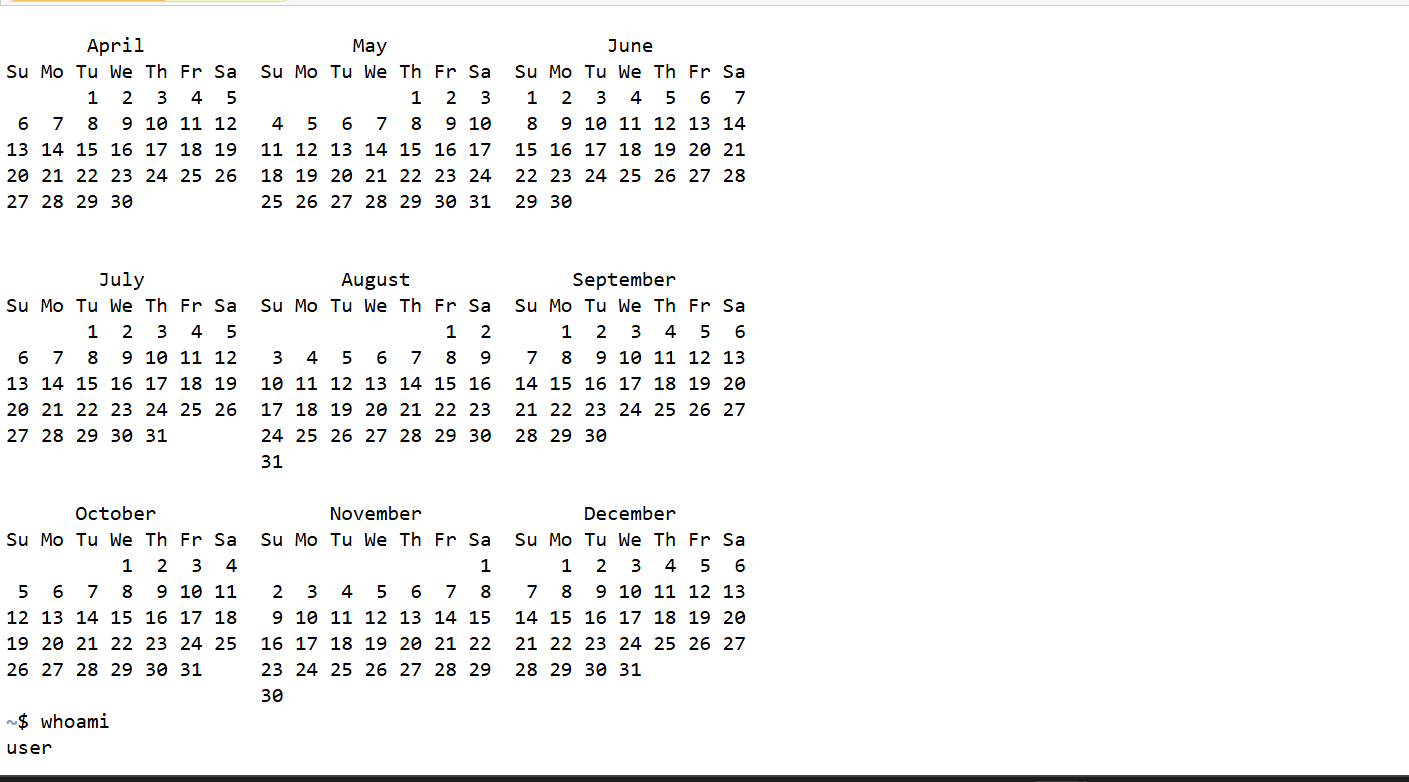 April                  May                   June
Su Mo Tu We Th Fr Sa  Su Mo Tu We Th Fr Sa  Su Mo Tu We Th Fr Sa
       1  2  3  4  5               1  2  3   1  2  3  4  5  6  7
 6  7  8  9 10 11 12   4  5  6  7  8  9 10   8  9 10 11 12 13 14
13 14 15 16 17 18 19  11 12 13 14 15 16 17  15 16 17 18 19 20 21
20 21 22 23 24 25 26  18 19 20 21 22 23 24  22 23 24 25 26 27 28
27 28 29 30           25 26 27 28 29 30 31  29 30
        July                 August              September
Su Mo Tu We Th Fr Sa  Su Mo Tu We Th Fr Sa  Su Mo Tu We Th Fr Sa
       1  2  3  4  5                  1  2      1  2  3  4  5  6
 6  7  8  9 10 11 12   3  4  5  6  7  8  9   7  8  9 10 11 12 13
13 14 15 16 17 18 19  10 11 12 13 14 15 16  14 15 16 17 18 19 20
20 21 22 23 24 25 26  17 18 19 20 21 22 23  21 22 23 24 25 26 27
27 28 29 30 31        24 25 26 27 28 29 30  28 29 30
                      31
      October               November              December
Su Mo Tu We Th Fr Sa  Su Mo Tu We Th Fr Sa  Su Mo Tu We Th Fr Sa
          1  2  3  4                     1      1  2  3  4  5  6
 5  6  7  8  9 10 11   2  3  4  5  6  7  8   7  8  9 10 11 12 13
12 13 14 15 16 17 18   9 10 11 12 13 14 15  14 15 16 17 18 19 20
19 20 21 22 23 24 25  16 17 18 19 20 21 22  21 22 23 24 25 26 27
26 27 28 29 30 31     23 24 25 26 27 28 29  28 29 30 31
                      30
~$ whoami
user